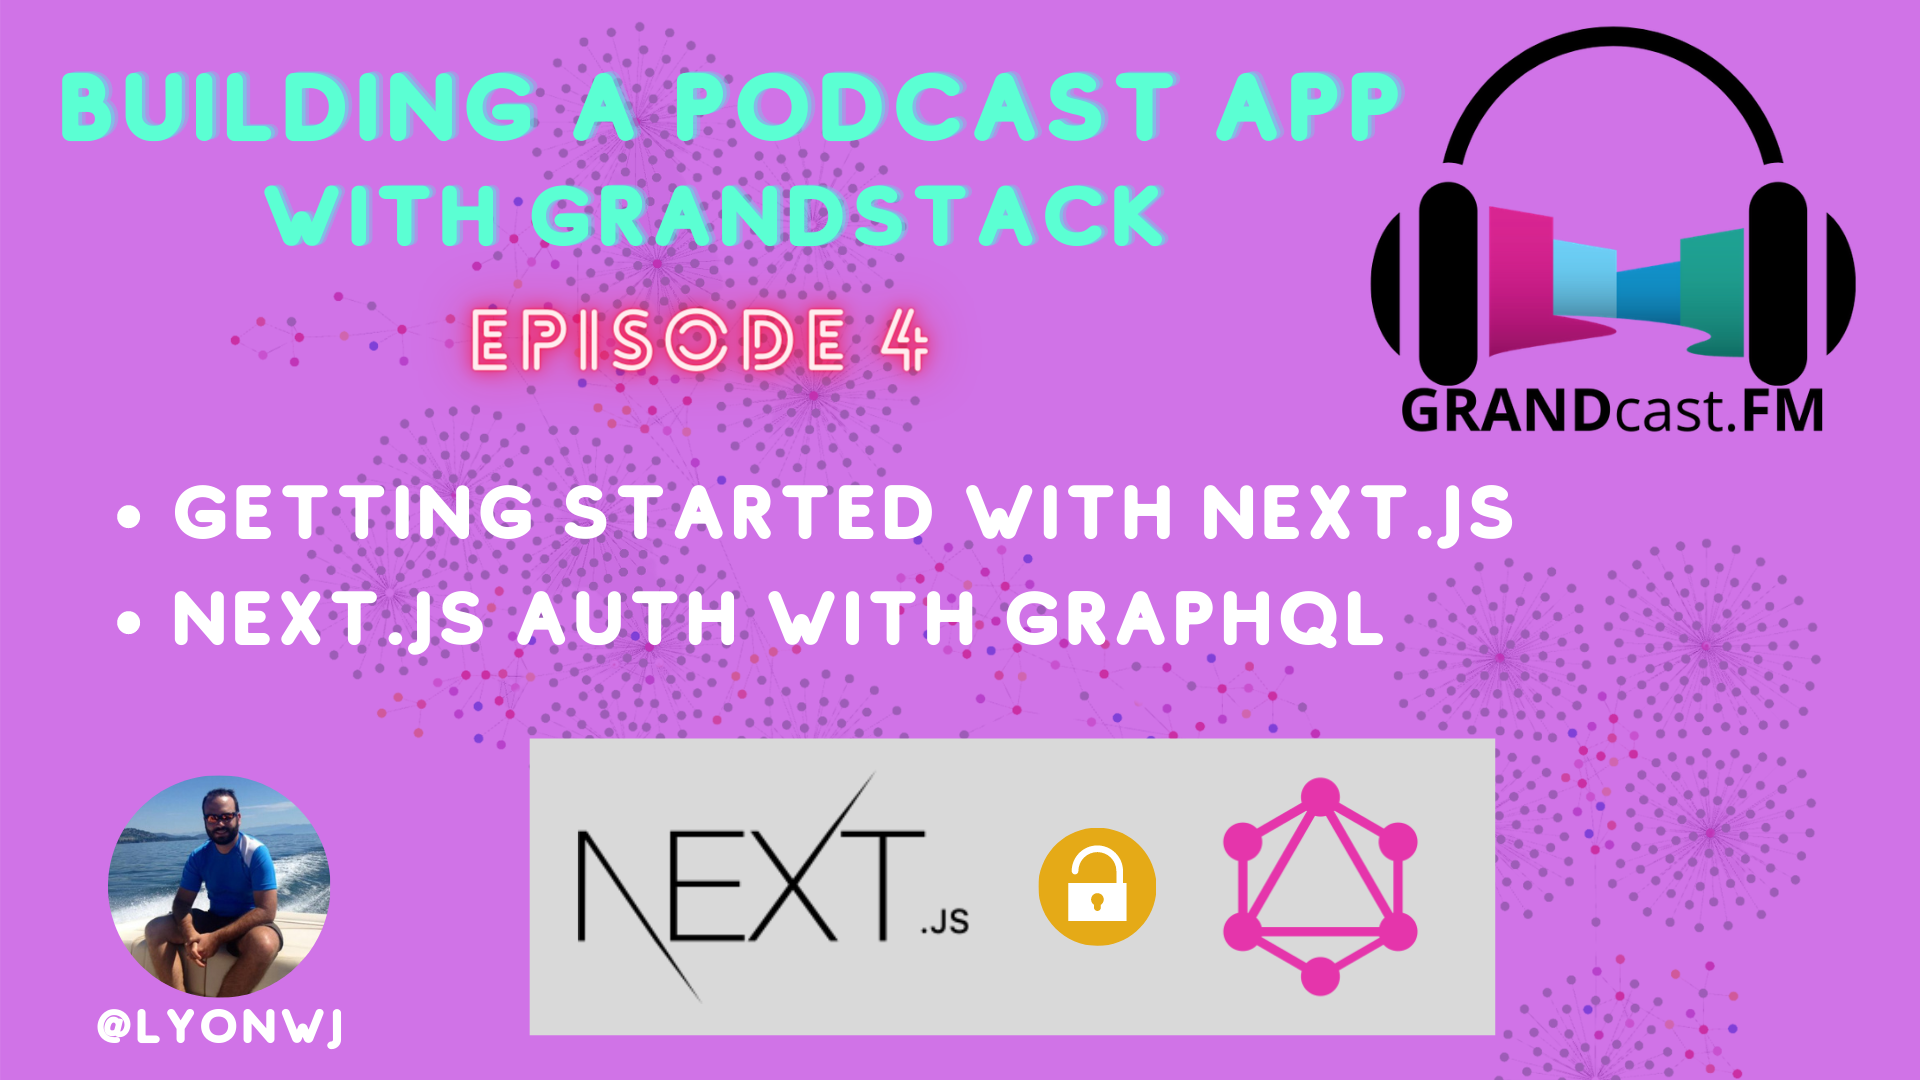 BUILDING A PODCAST APP
WITH GRANDSTACK
EPISODE 4
GRANDcast.FM
• GETTING STARTED WITH NEXT.JS
• NEXT.JS AUTH WITH GRAPHQL
NEXT.JS
@LYONWJ